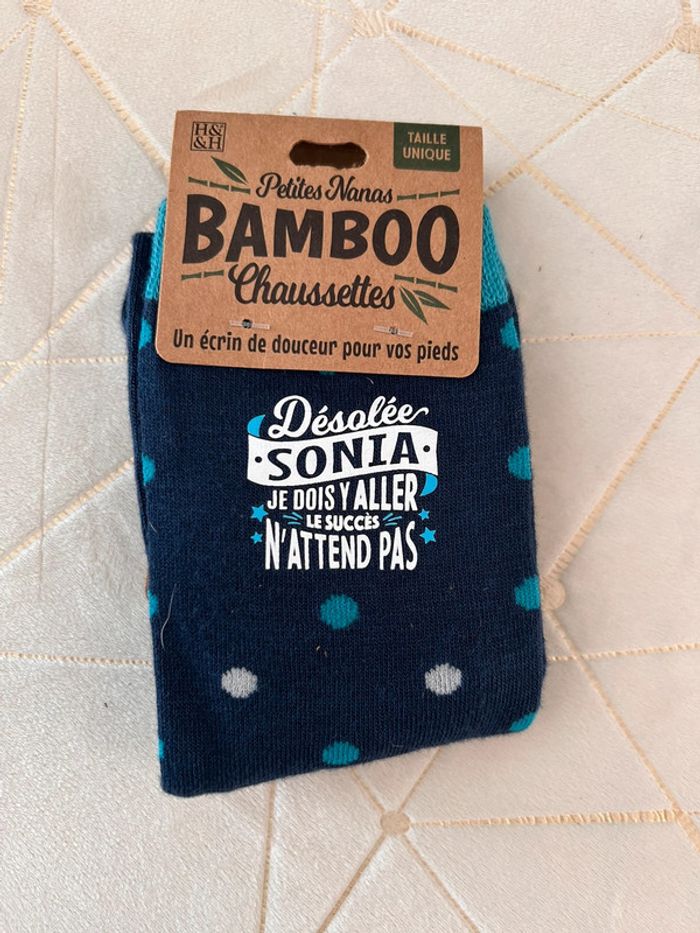 H&
&H
TAILLE
UNIQUE
Petites Nanas
BAMBOO
Chaussettes
Un écrin de douceur pour vos pieds
Désolée
SONIA
JE DOIS Y ALLER
LE SUCCÈS
N'ATTEND PAS